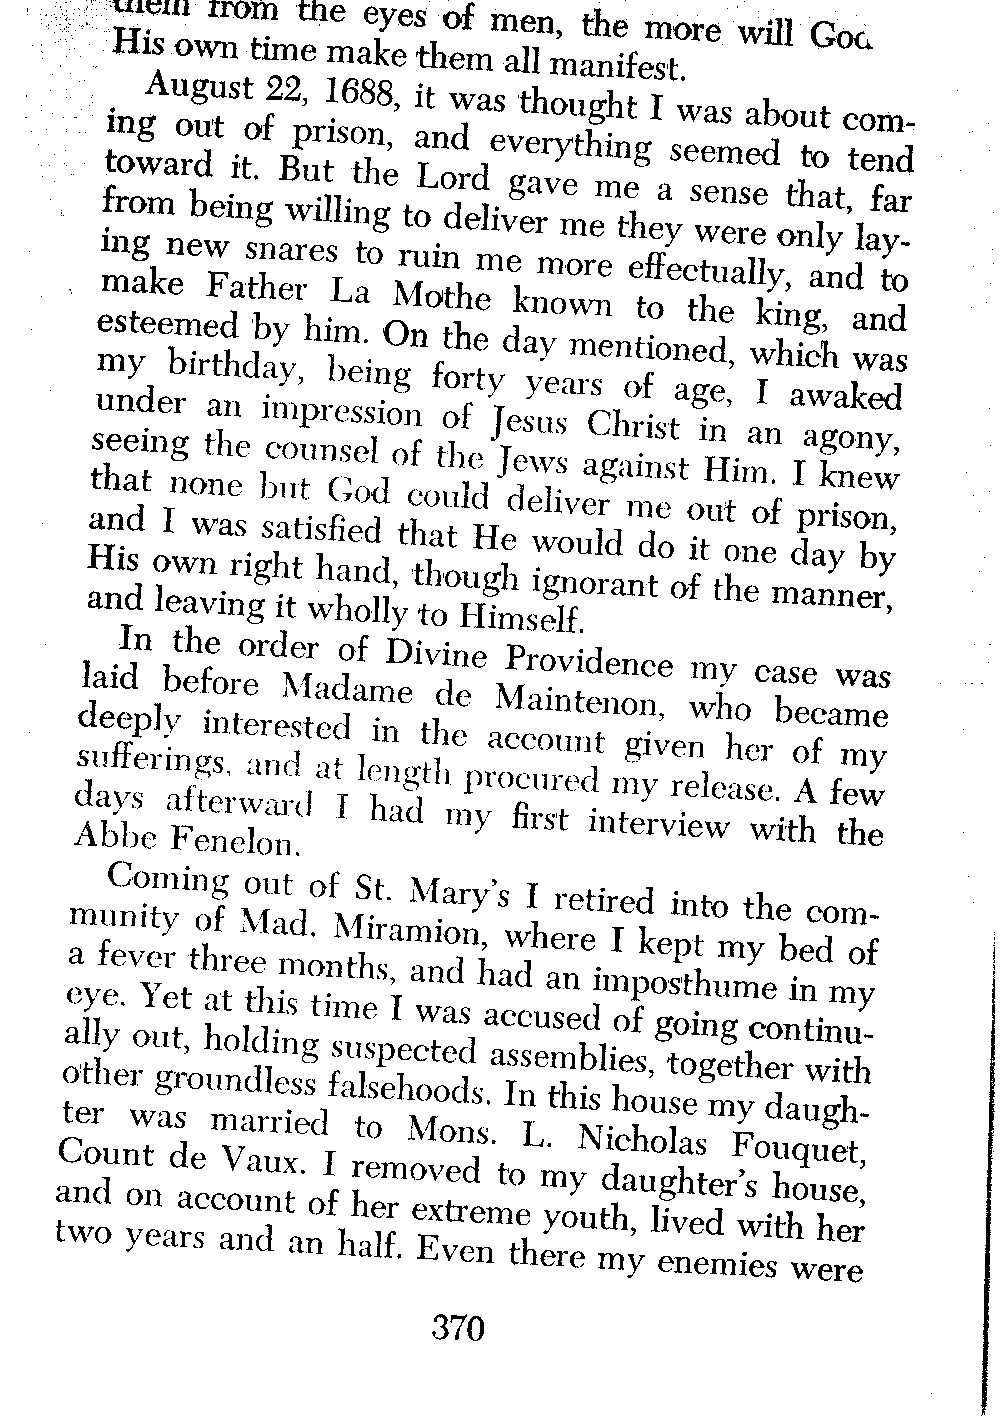 them from the eyes of men, the more will God
His own time make them all manifest.
August 22, 1688, it was thought I was about com-
ing out of prison, and everything seemed to tend
toward it. But the Lord gave me a sense that, far
from being willing to deliver me they were only lay-
ing new snares to ruin me more effectually, and to
make Father La Mothe known to the king, and
esteemed by him. On the day mentioned, which was
my birthday, being forty years of age, I awaked
under an impression of Jesus Christ in an agony,
seeing the counsel of the Jews against Him. I knew
that none but God could deliver me out of prison,
and I was satisfied that He would do it one day by
His own right hand, though ignorant of the manner,
and leaving it wholly to Himself.
In the order of Divine Providence my case was
laid before Madame de Maintenon, who became
deeply interested in the account given her of my
sufferings, and at length procured my release. A few
days afterward I had my first interview with the
Abbe Fenelon.
Coming out of St. Mary's I retired into the com-
munity of Mad. Miramion, where I kept my bed of
a fever three months, and had an imposthume in my
eye. Yet at this time I was accused of going continu-
ally out, holding suspected assemblies, together with
other groundless falsehoods. In this house my daugh-
ter was married to Mons. L. Nicholas Fouquet,
Count de Vaux. I removed to my daughter's house,
and on account of her extreme youth, lived with her
two years and an half. Even there my enemies were
370